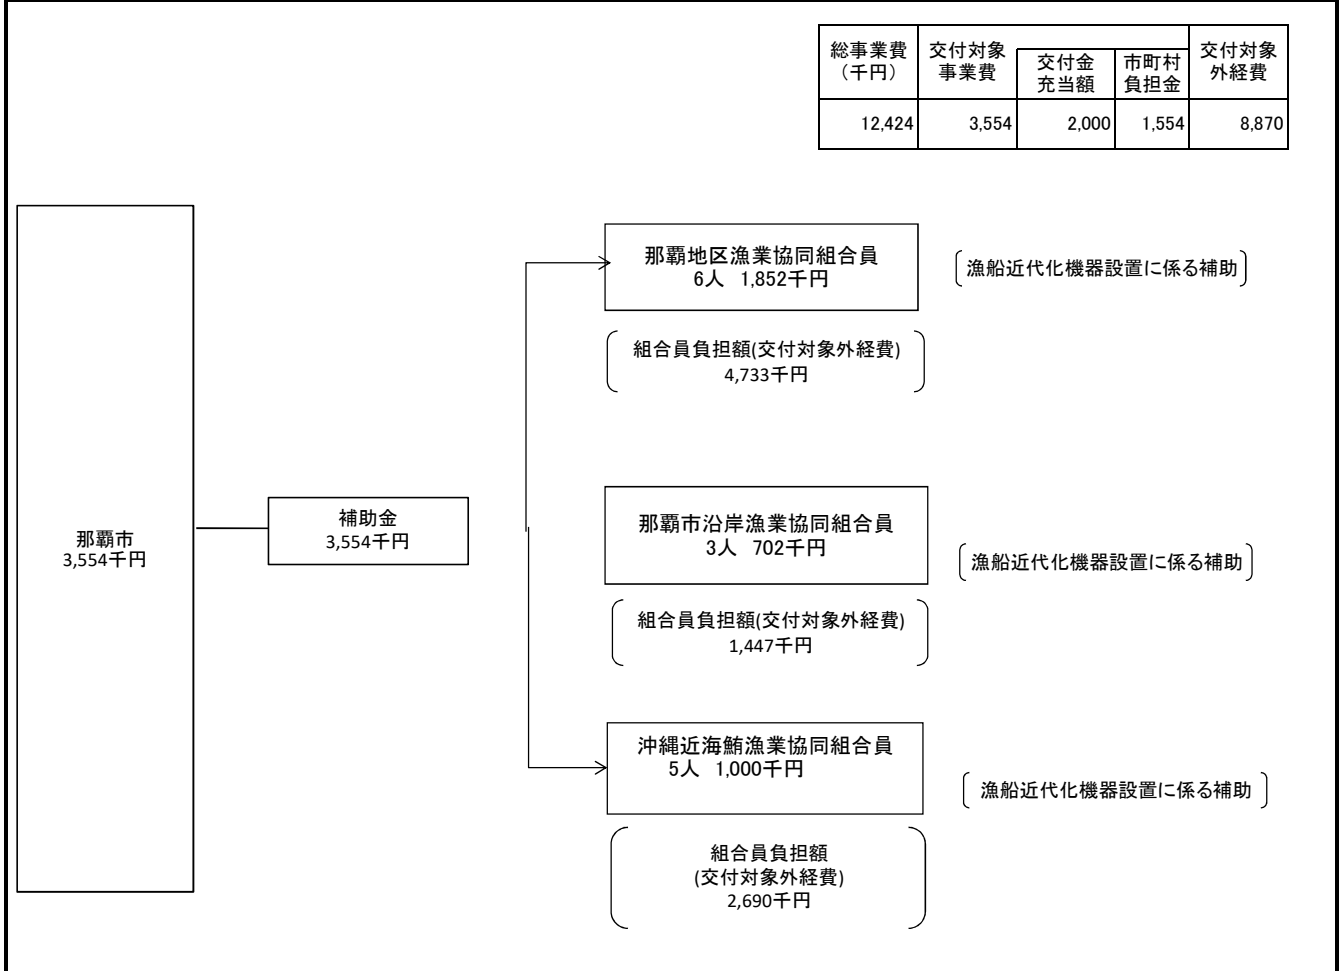 総事業費
（千円）
交付対象
事業費
交付金
充当額
市町村
負担金
交付対象
外経費
12,424
3,554
2,000
1,554
8,870
那覇市
3,554千円
補助金
3,554千円
那覇地区漁業協同組合員
6人 1,852千円
漁船近代化機器設置に係る補助
組合員負担額(交付対象外経費)
4,733千円
那覇市沿岸漁業協同組合員
3人 702千円
漁船近代化機器設置に係る補助
組合員負担額(交付対象外経費)
1,447千円
沖縄近海鮪漁業協同組合員
5人 1,000千円
漁船近代化機器設置に係る補助
組合員負担額
(交付対象外経費)
2,690千円